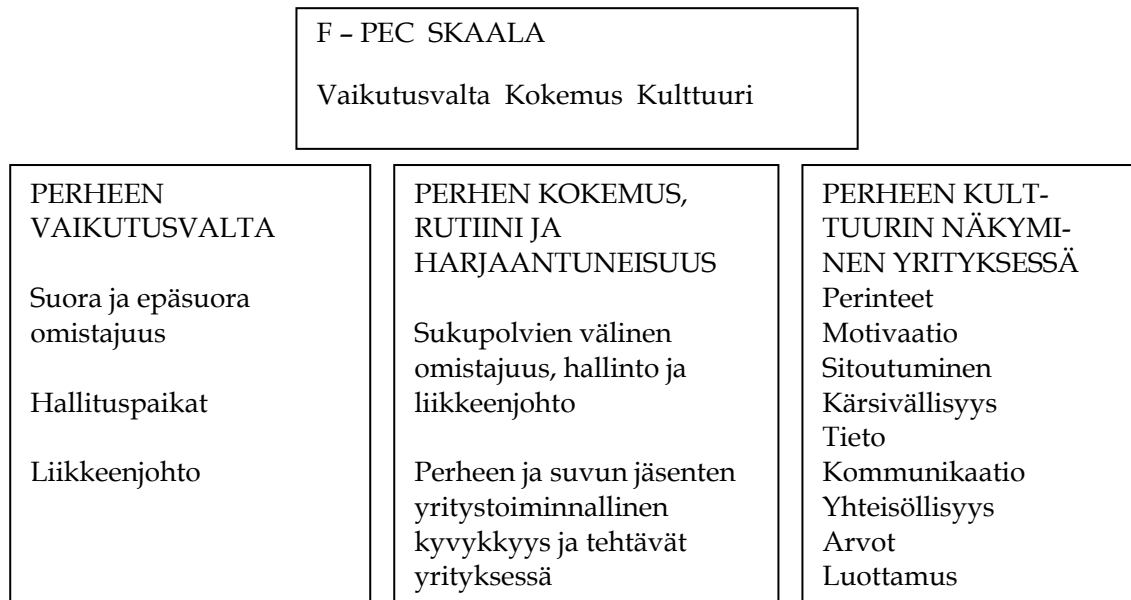 F – PEC SKAALA
Vaikutusvalta Kokemus Kulttuuri
PERHEEN
VAIKUTUSVALTA
Suora ja epäsuora
omistajuus
Hallituspaikat
Liikkeenjohto
PERHEN KOKEMUS,
RUTIINI JA
HARJAANTUNEISUUS
Sukupolvien välinen
omistajuus, hallinto ja
liikkeenjohto
Perheen ja suvun jäsenten
yritystoiminnallinen
kyvykkyys ja tehtävät
yrityksessä
PERHEEN KULT-
TUURIN NÄKYMI-
NEN YRITYKSESSÄ
Perinteet
Motivaatio
Sitoutuminen
Kärsivällisyys
Tieto
Kommunikaatio
Yhteisöllisyys
Arvot
Luottamus